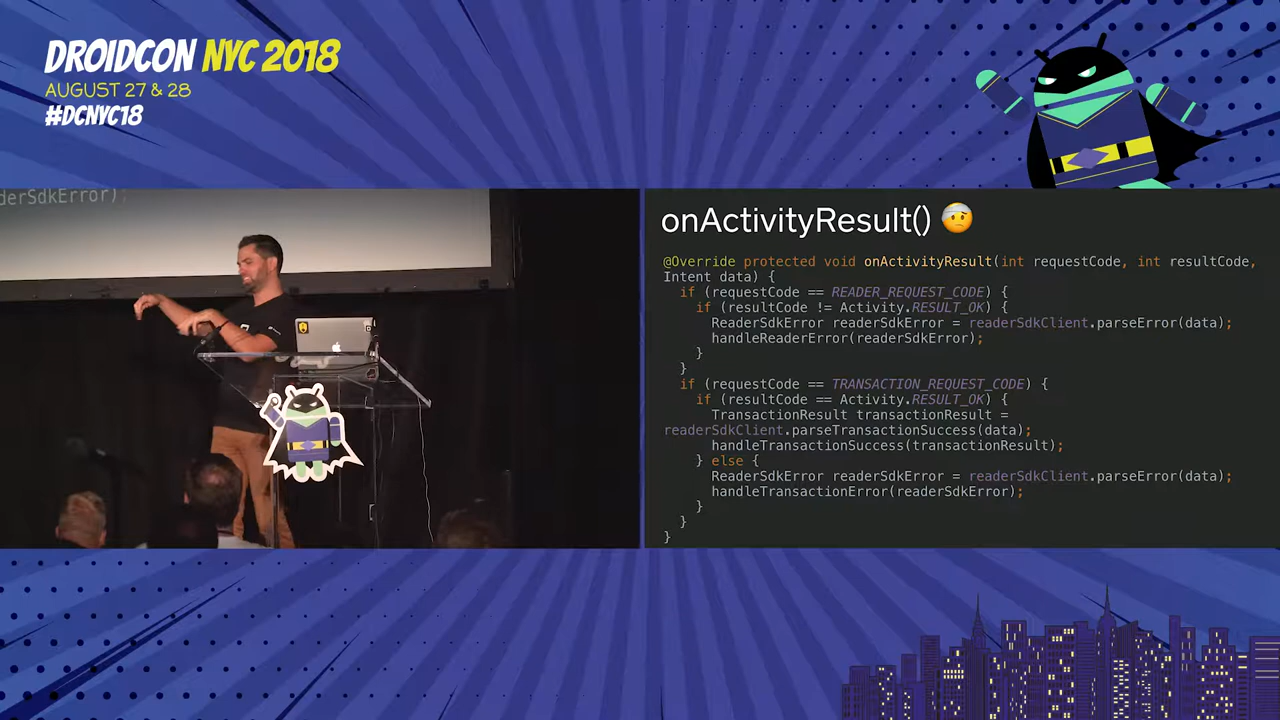 DROIDCON NYC 2018
AUGUST 27 & 28
#DCNYC18
derSdkError);
onActivityResult() 🤕
@Override protected void onActivityResult(int requestCode, int resultCode,
Intent data) {
if (requestCode == READER_REQUEST_CODE) {
if (resultCode != Activity.RESULT_OK) {
ReaderSdkError readerSdkError = readerSdkClient.parseError(data);
handleReaderError(readerSdkError);
}
}
if (requestCode == TRANSACTION_REQUEST_CODE) {
if (resultCode == Activity.RESULT_OK) {
TransactionResult transactionResult =
readerSdkClient.parseTransactionSuccess(data);
handleTransactionSuccess(transactionResult);
} else {
ReaderSdkError readerSdkError = readerSdkClient.parseError(data);
handleTransactionError(readerSdkError);
}
}
}